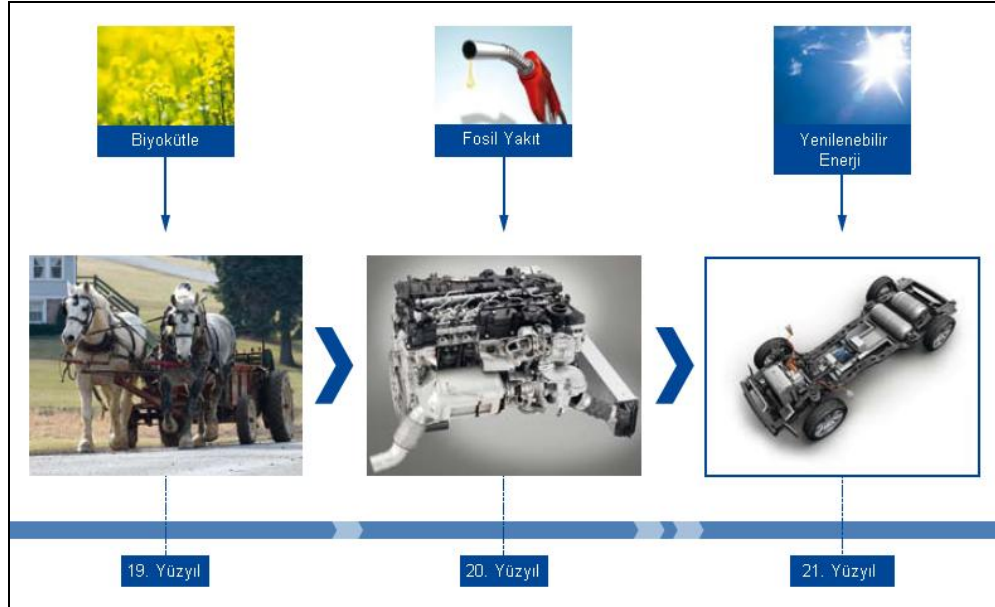 Biyokütle
Fosil Yakıt
Yenilenebilir
Enerji
19. Yüzyıl
20. Yüzyıl
21. Yüzyıl